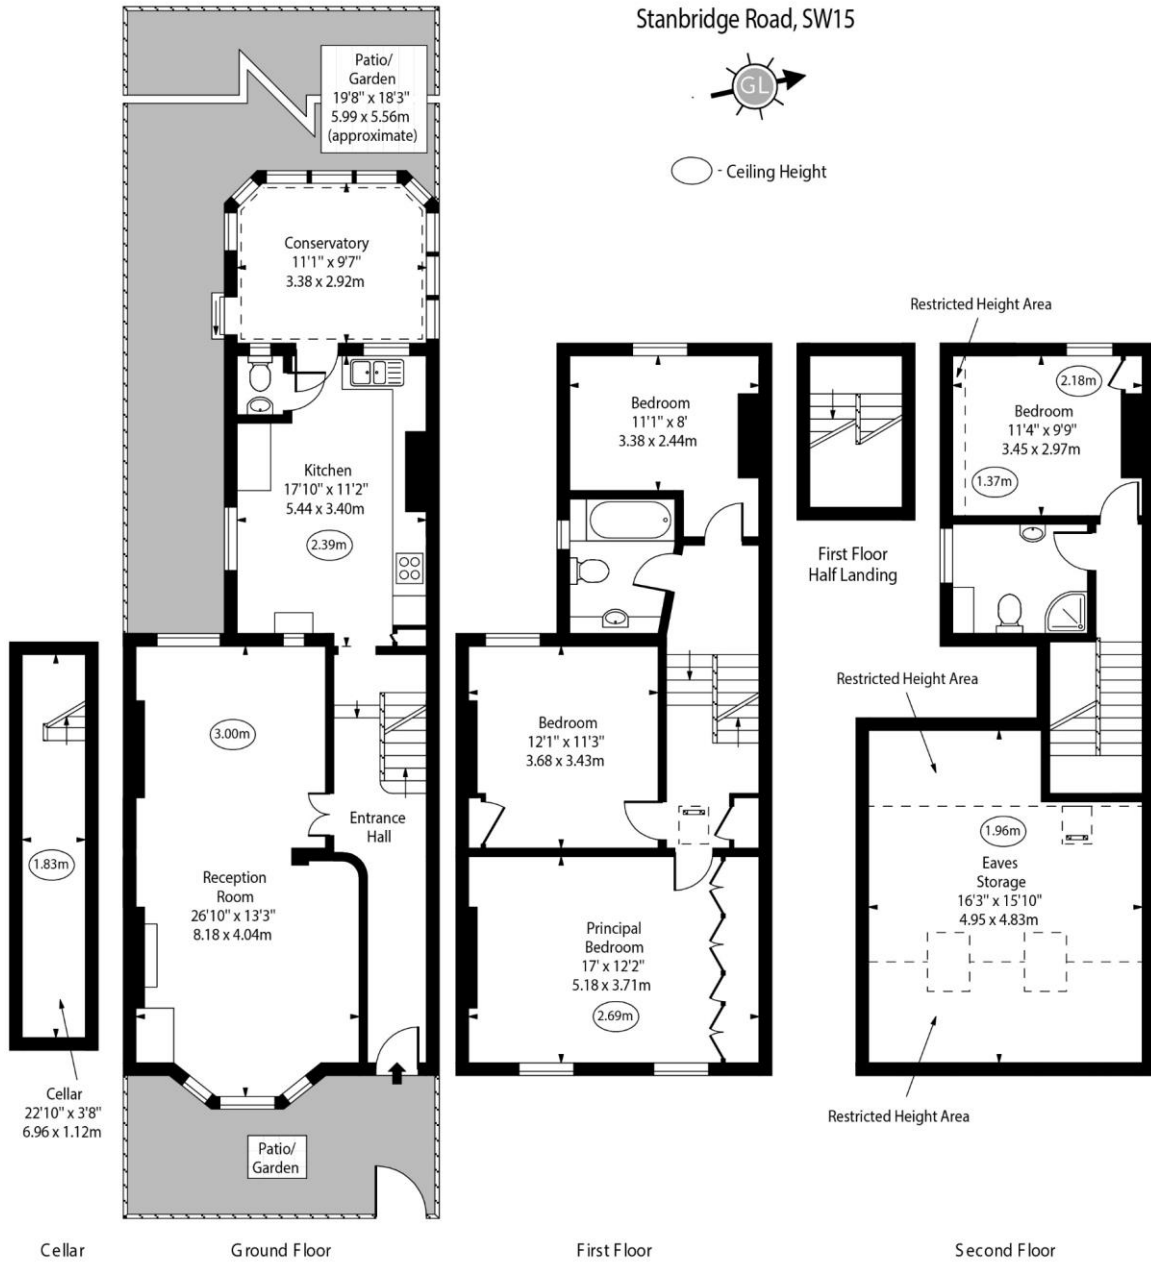 Stanbridge Road, SW15
GL
- Ceiling Height
Patio/
Garden
19'8" x 18'3"
5.99 x 5.56m
(approximate)
Conservatory
11'1" x 9'7"
3.38 x 2.92m
Kitchen
17'10" x 11'2"
5.44 x 3.40m
2.39m
3.00m
Entrance
Hall
Reception
Room
26'10" x 13'3"
8.18 x 4.04m
Patio/
Garden
1.83m
Cellar
22'10" x 3'8"
6.96 x 1.12m
Bedroom
11'1" x 8'
3.38 x 2.44m
Bedroom
12'1" x 11'3"
3.68 x 3.43m
Principal
Bedroom
17' x 12'2"
5.18 x 3.71m
2.69m
First Floor
Half Landing
Restricted Height Area
2.18m
Bedroom
11'4" x 9'9"
3.45 x 2.97m
1.37m
Restricted Height Area
1.96m
Eaves
Storage
16'3" x 15'10"
4.95 x 4.83m
Restricted Height Area
Cellar
Ground Floor
First Floor
Second Floor